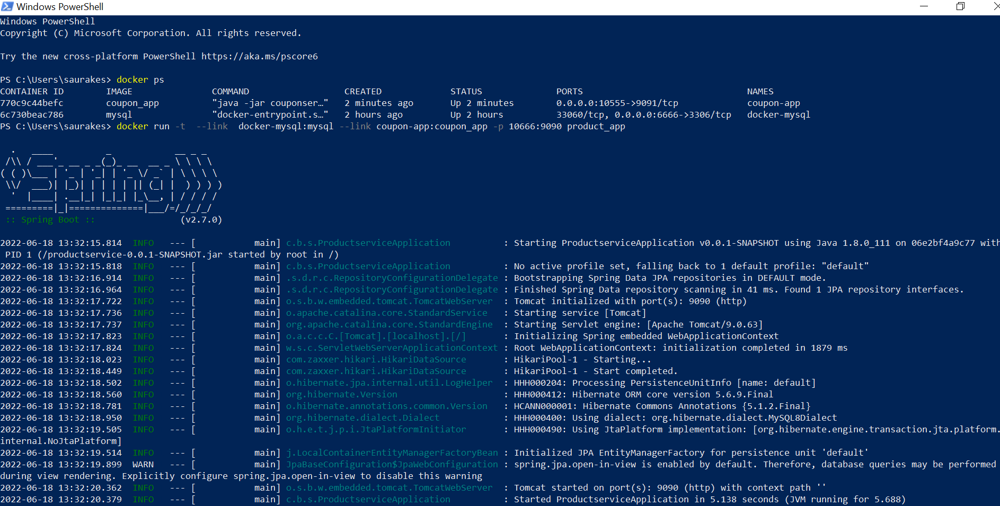 Windows PowerShell
Windows PowerShell
Copyright (C) Microsoft Corporation. All rights reserved.
Try the new cross-platform PowerShell https://aka.ms/pscore6
PS C:\Users\saurakes> docker ps
CONTAINER ID        IMAGE               COMMAND                  CREATED             STATUS              PORTS                               NAMES
770c9c44befc        coupon_app          "java -jar couponser…"   2 minutes ago       Up 2 minutes        0.0.0.0:10555->9091/tcp             coupon-app
6c730beac786        mysql               "docker-entrypoint.s…"   2 hours ago         Up 2 hours          33060/tcp, 0.0.0.0:6666->3306/tcp   docker-mysql
PS C:\Users\saurakes> docker run -t  --link  docker-mysql:mysql --link coupon-app:coupon_app -p 10666:9090 product_app
  .   ____          _            __ _ _
 /\\ / ___'_ __ _ _(_)_ __  __ _ \ \ \ \
( ( )\___ | '_ | '_| | '_ \/ _` | \ \ \ \
 \\/  ___)| |_)| | | | | || (_| |  ) ) ) )
  '  |____| .__|_| |_|_| |_\__, | / / / /
 =========|_|==============|___/=/_/_/_/
 :: Spring Boot ::                (v2.7.0)
2022-06-18 13:32:15.814  INFO   --- [           main] c.b.s.ProductserviceApplication          : Starting ProductserviceApplication v0.0.1-SNAPSHOT using Java 1.8.0_111 on 06e2bf4a9c77 with
 PID 1 (/productservice-0.0.1-SNAPSHOT.jar started by root in /)
2022-06-18 13:32:15.818  INFO   --- [           main] c.b.s.ProductserviceApplication          : No active profile set, falling back to 1 default profile: "default"
2022-06-18 13:32:16.914  INFO   --- [           main] .s.d.r.c.RepositoryConfigurationDelegate : Bootstrapping Spring Data JPA repositories in DEFAULT mode.
2022-06-18 13:32:16.964  INFO   --- [           main] .s.d.r.c.RepositoryConfigurationDelegate : Finished Spring Data repository scanning in 41 ms. Found 1 JPA repository interfaces.
2022-06-18 13:32:17.722  INFO   --- [           main] o.s.b.w.embedded.tomcat.TomcatWebServer  : Tomcat initialized with port(s): 9090 (http)
2022-06-18 13:32:17.736  INFO   --- [           main] o.apache.catalina.core.StandardService   : Starting service [Tomcat]
2022-06-18 13:32:17.737  INFO   --- [           main] org.apache.catalina.core.StandardEngine  : Starting Servlet engine: [Apache Tomcat/9.0.63]
2022-06-18 13:32:17.823  INFO   --- [           main] o.a.c.c.C.[Tomcat].[localhost].[/]       : Initializing Spring embedded WebApplicationContext
2022-06-18 13:32:17.824  INFO   --- [           main] w.s.c.ServletWebServerApplicationContext : Root WebApplicationContext: initialization completed in 1879 ms
2022-06-18 13:32:18.023  INFO   --- [           main] com.zaxxer.hikari.HikariDataSource       : HikariPool-1 - Starting...
2022-06-18 13:32:18.449  INFO   --- [           main] com.zaxxer.hikari.HikariDataSource       : HikariPool-1 - Start completed.
2022-06-18 13:32:18.502  INFO   --- [           main] o.hibernate.jpa.internal.util.LogHelper  : HHH000204: Processing PersistenceUnitInfo [name: default]
2022-06-18 13:32:18.560  INFO   --- [           main] org.hibernate.Version                    : HHH000412: Hibernate ORM core version 5.6.9.Final
2022-06-18 13:32:18.781  INFO   --- [           main] o.hibernate.annotations.common.Version   : HCANN000001: Hibernate Commons Annotations {5.1.2.Final}
2022-06-18 13:32:18.950  INFO   --- [           main] org.hibernate.dialect.Dialect            : HHH000400: Using dialect: org.hibernate.dialect.MySQL8Dialect
2022-06-18 13:32:19.505  INFO   --- [           main] o.h.e.t.j.p.i.JtaPlatformInitiator       : HHH000490: Using JtaPlatform implementation: [org.hibernate.engine.transaction.jta.platform.
internal.NoJtaPlatform]
2022-06-18 13:32:19.514  INFO   --- [           main] j.LocalContainerEntityManagerFactoryBean : Initialized JPA EntityManagerFactory for persistence unit 'default'
2022-06-18 13:32:19.899  WARN   --- [           main] JpaBaseConfiguration$JpaWebConfiguration : spring.jpa.open-in-view is enabled by default. Therefore, database queries may be performed
during view rendering. Explicitly configure spring.jpa.open-in-view to disable this warning
2022-06-18 13:32:20.362  INFO   --- [           main] o.s.b.w.embedded.tomcat.TomcatWebServer  : Tomcat started on port(s): 9090 (http) with context path ''
2022-06-18 13:32:20.379  INFO   --- [           main] c.b.s.ProductserviceApplication          : Started ProductserviceApplication in 5.138 seconds (JVM running for 5.688)